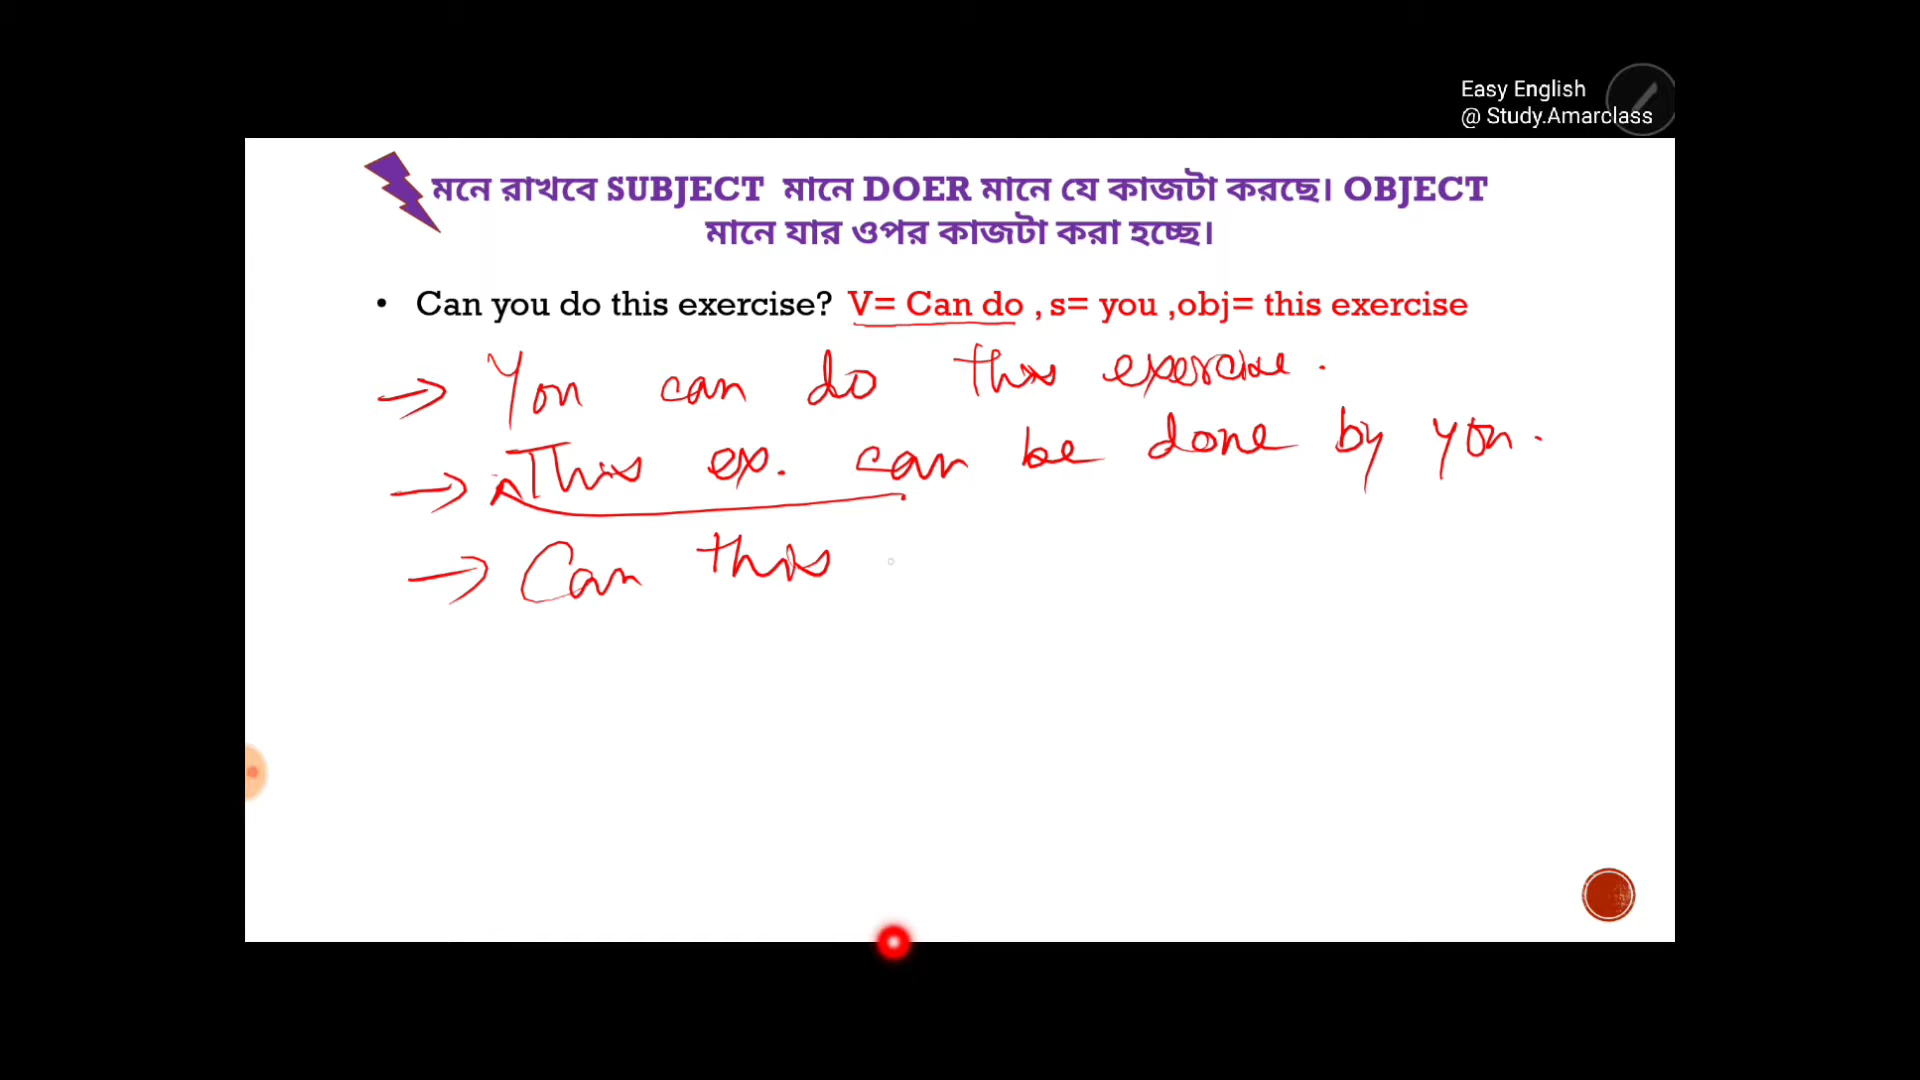 Easy English
@ Study.Amarclass
মনে রাখবে SUBJECT মানে DOER মানে যে কাজটা করছে। OBJECT
মানে যার ওপর কাজটা করা হচ্ছে।
• Can you do this exercise? V= Can do , s= you ,obj= this exercise
→ You can do this exercise.
→ This ex. can be done by you.
→ Can this